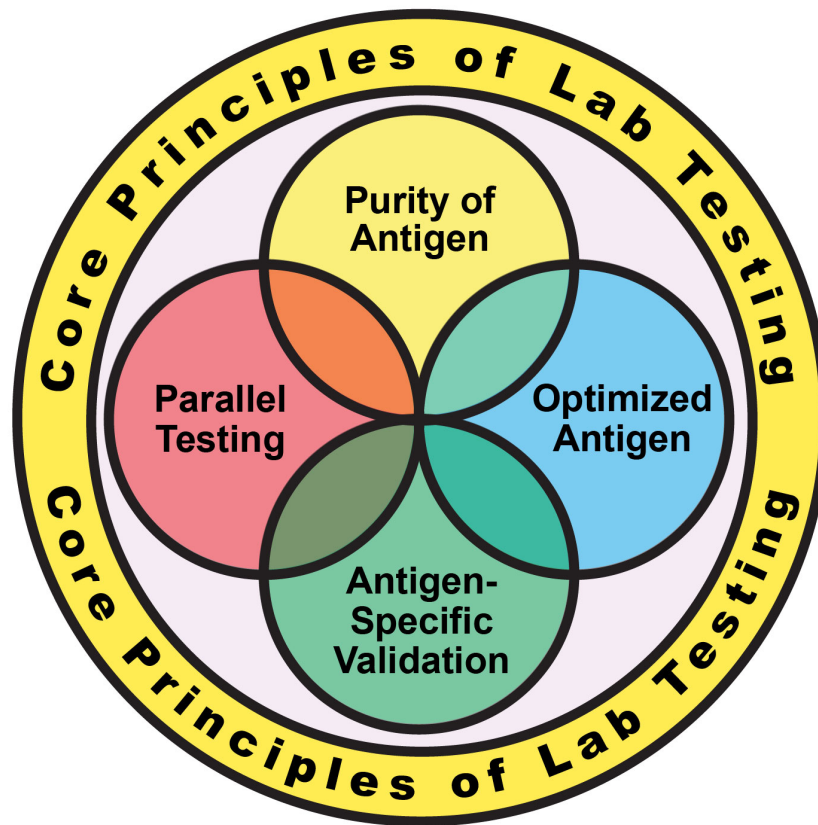 Core Principles of Lab Testing
Purity of
Antigen
Parallel
Testing
Optimized
Antigen
Antigen-
Specific
Validation
Core Principles of Lab Testing